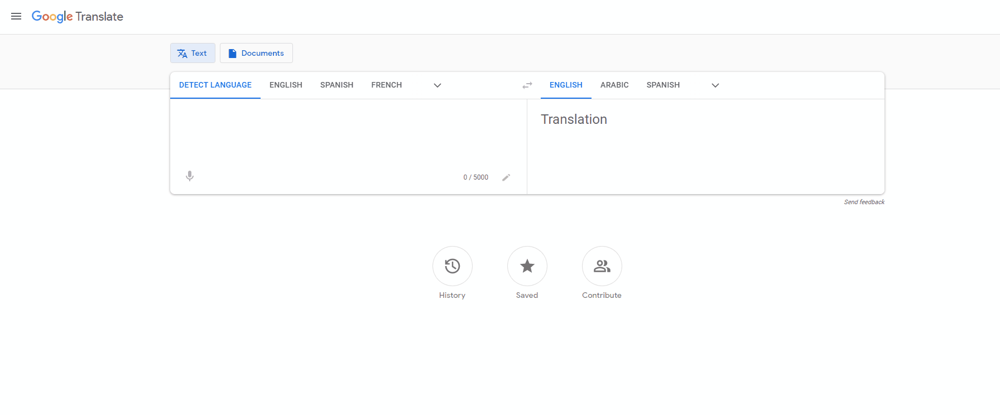 Google Translate
Text Documents
DETECT LANGUAGE ENGLISH SPANISH FRENCH ENGLISH ARABIC SPANISH
Translation
0 / 5000
Send feedback
History Saved Contribute